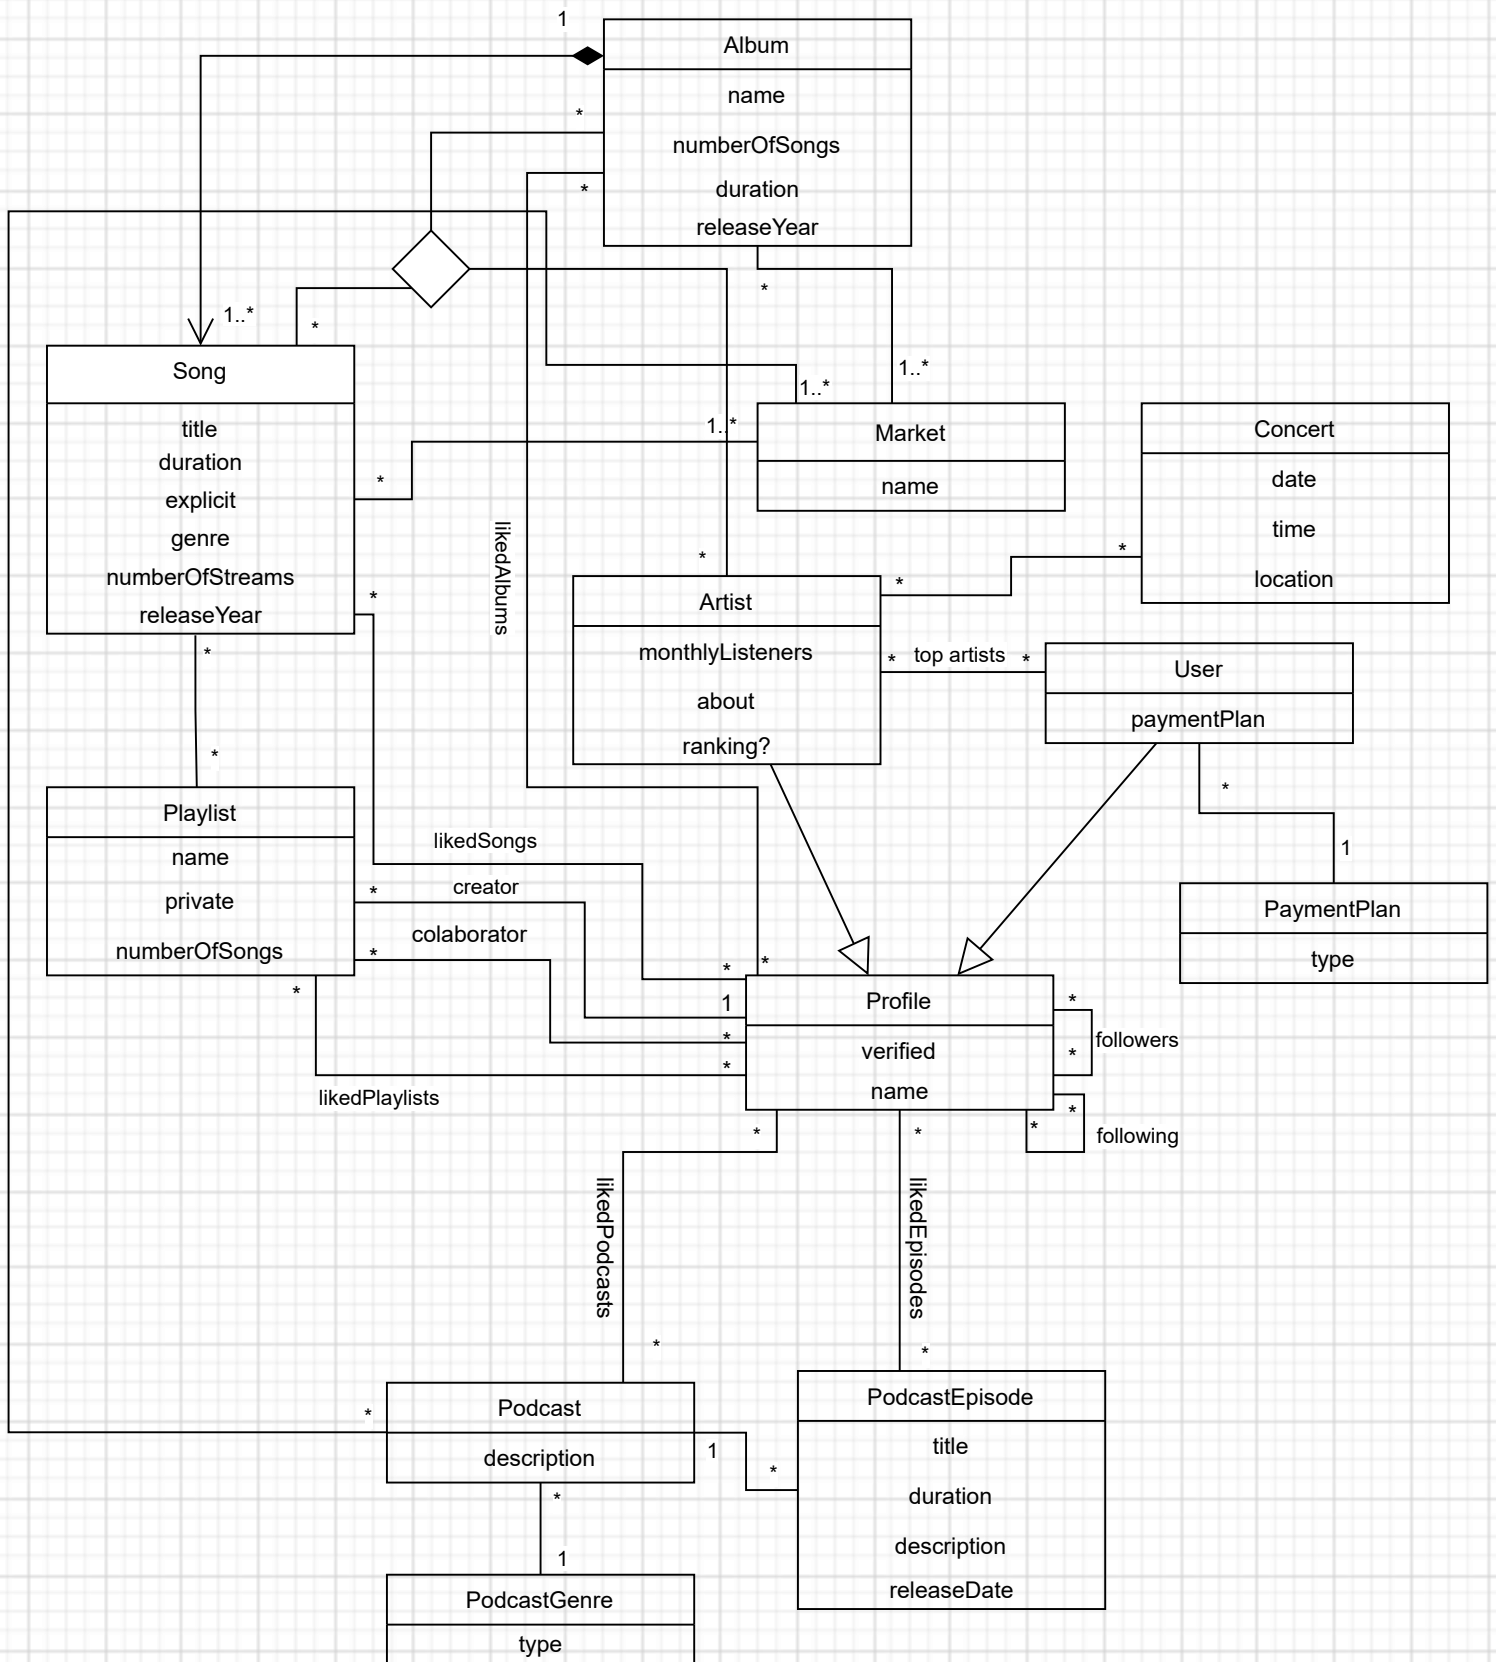 1
Album
name
numberOfSongs
duration
releaseYear
*
*
*
1..*
*
1..*
1..*
Song
title
duration
explicit
genre
numberOfStreams
releaseYear
1..*
*
Market
name
Concert
date
time
location
likedAlbums
*
*
*
Artist
monthlyListeners
about
ranking?
* top artists *
User
paymentPlan
*
*
*
*
1
Playlist
name
private
numberOfSongs
likedSongs
* creator
colaborator
*
*
likedPlaylists
PaymentPlan
type
*
*
1
*
*
Profile
verified
name
*
followers
*
*
*
following
*
*
likedPodcasts
likedEpisodes
*
*
*
Podcast
description
1
*
PodcastEpisode
title
duration
description
releaseDate
*
1
PodcastGenre
type